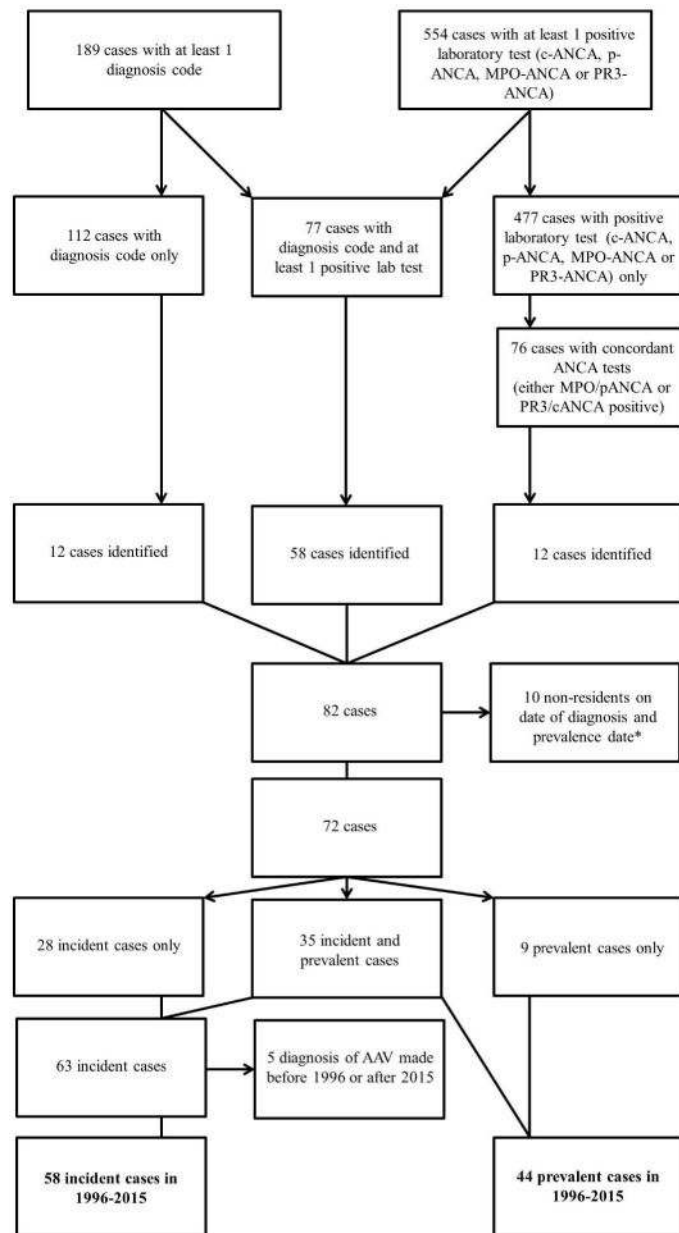 189 cases with at least 1
diagnosis code
554 cases with at least 1 positive
laboratory test (c-ANCA, p-
ANCA, MPO-ANCA or PR3-
ANCA)
112 cases with
diagnosis code only
77 cases with
diagnosis code and at
least 1 positive lab test
477 cases with positive
laboratory test (c-ANCA,
p-ANCA, MPO-ANCA or
PR3-ANCA) only
76 cases with concordant
ANCA tests
(either MPO/pANCA or
PR3/cANCA positive)
12 cases identified
58 cases identified
12 cases identified
82 cases
10 non-residents on
date of diagnosis and
prevalence date*
72 cases
28 incident cases only
35 incident and
prevalent cases
9 prevalent cases only
63 incident cases
5 diagnosis of AAV made
before 1996 or after 2015
58 incident cases in
1996-2015
44 prevalent cases in
1996-2015